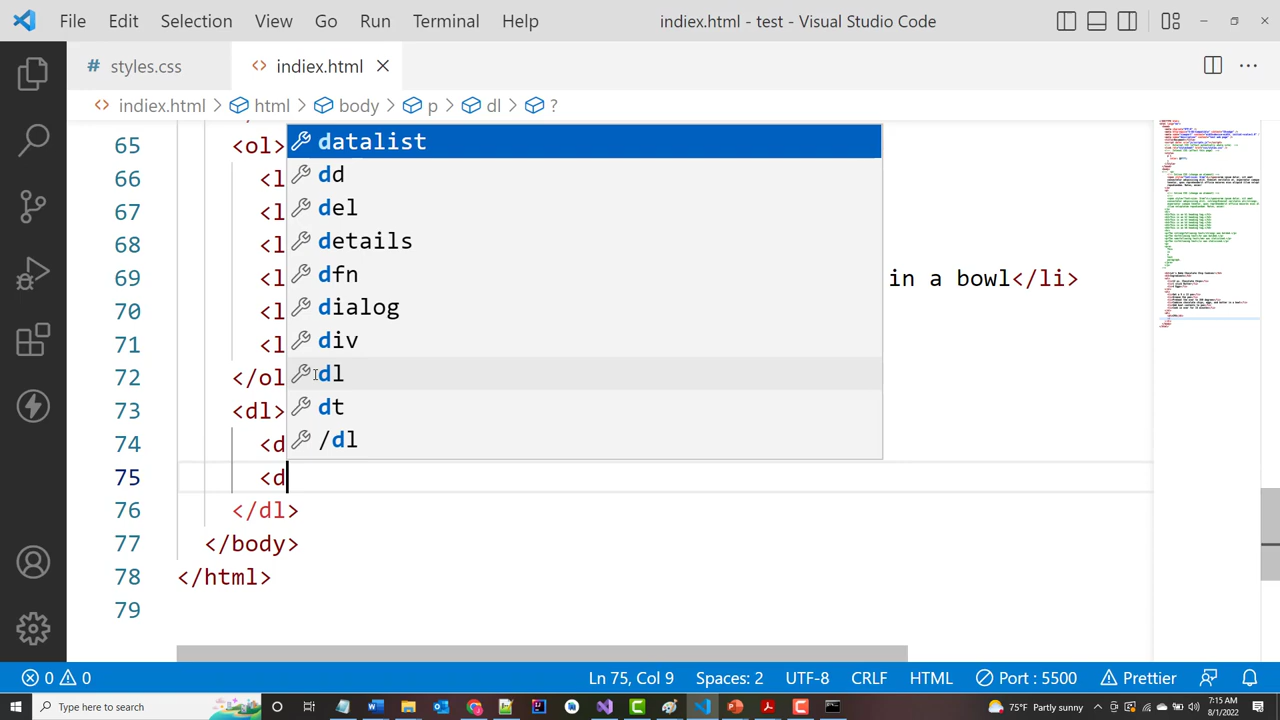 File Edit Selection View Go Run Terminal Help indiex.html - test - Visual Studio Code
# styles.css <> indiex.html
<> indiex.html > html > body > p > dl > ?
65 <ol> datalist
66 <l dd
67 <l del
68 <l details
69 <l dfn in a bowl</li>
70 <l dialog
71 <l div
72 </ol dl
73 <dl> dt
74 <d /dl
75 <d
76 </dl>
77 </body>
78 </html>
79
0 0 Ln 75, Col 9 Spaces: 2 UTF-8 CRLF HTML Port : 5500 Prettier
Type here to search 75°F Partly sunny 7:15 AM
8/1/2022